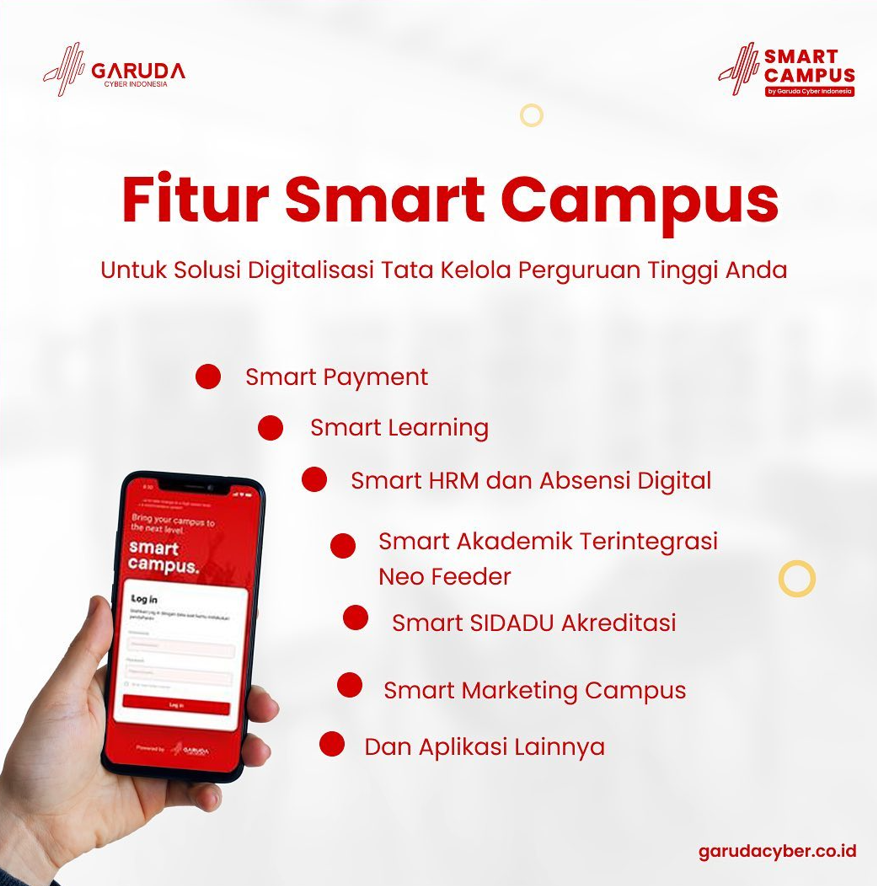 GARUDA
CYBER INDONESIA
SMART
CAMPUS
by Garuda Cyber Indonesia
Fitur Smart Campus
Untuk Solusi Digitalisasi Tata Kelola Perguruan Tinggi Anda
Smart Payment
Smart Learning
Smart HRM dan Absensi Digital
Smart Akademik Terintegrasi
Neo Feeder
Smart SIDADU Akreditasi
Smart Marketing Campus
Dan Aplikasi Lainnya
Bring your campus to
the next level.
smart
campus.
Log in
Log in
Powered by GARUDA
garudacyber.co.id